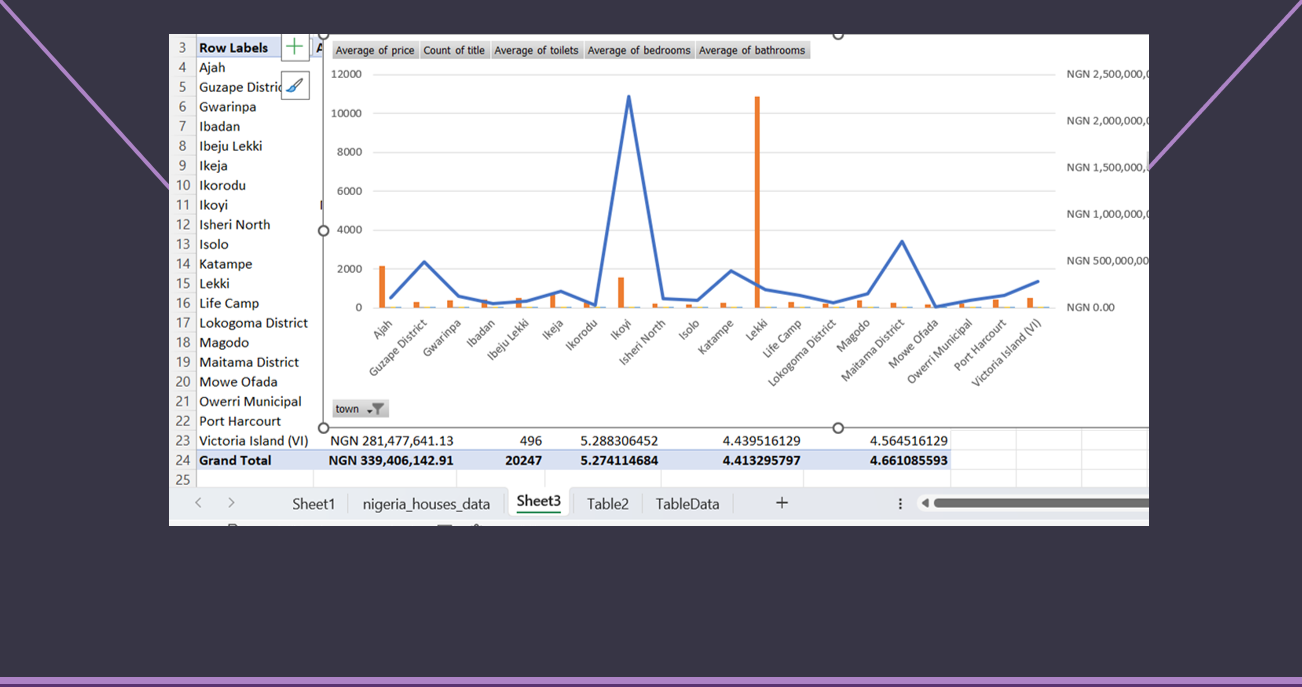 3 Row Labels A
Average of price Count of title Average of toilets Average of bedrooms Average of bathrooms
4 Ajah
5 Guzape Distric
6 Gwarinpa
7 Ibadan
8 Ibeju Lekki
9 Ikeja
10 Ikorodu
11 Ikoyi
12 Isheri North
13 Isolo
14 Katampe
15 Lekki
16 Life Camp
17 Lokogoma District
18 Magodo
19 Maitama District
20 Mowe Ofada
21 Owerri Municipal
22 Port Harcourt
12000
10000
8000
6000
4000
2000
0
NGN 2,500,000,0
NGN 2,000,000,0
NGN 1,500,000,
NGN 1,000,000,0
NGN 500,000,00
NGN 0.00
Ajah
Guzape District
Gwarinpa
Ibadan
Ibeju Lekki
Ikeja
Ikorodu
Ikoyi
Isheri North
Isolo
Katampe
Lekki
Life Camp
Lokogoma District
Magodo
Maitama District
Mowe Ofada
Owerri Municipal
Port Harcourt
Victoria Island (VI)
town
23 Victoria Island (VI) NGN 281,477,641.13 496 5.288306452 4.439516129 4.564516129
24 Grand Total NGN 339,406,142.91 20247 5.274114684 4.413295797 4.661085593
25
Sheet1 nigeria_houses_data Sheet3 Table2 TableData